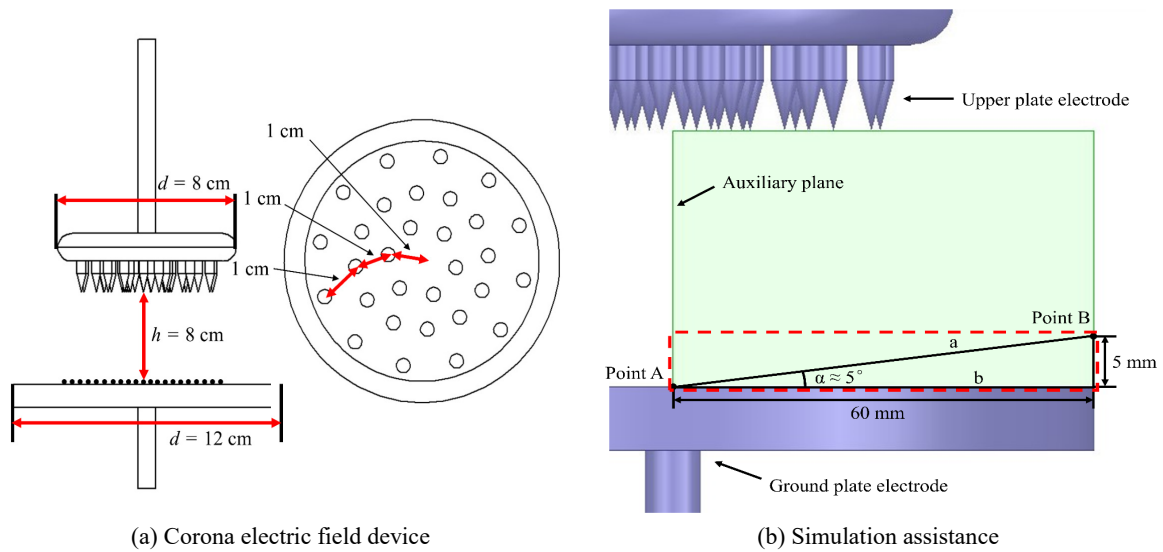 1 cm
d = 8 cm
1 cm
1 cm
h = 8 cm
d = 12 cm
(a) Corona electric field device
Upper plate electrode
Auxiliary plane
Point B
a
5 mm
Point A
α ≈ 5°
b
60 mm
Ground plate electrode
(b) Simulation assistance